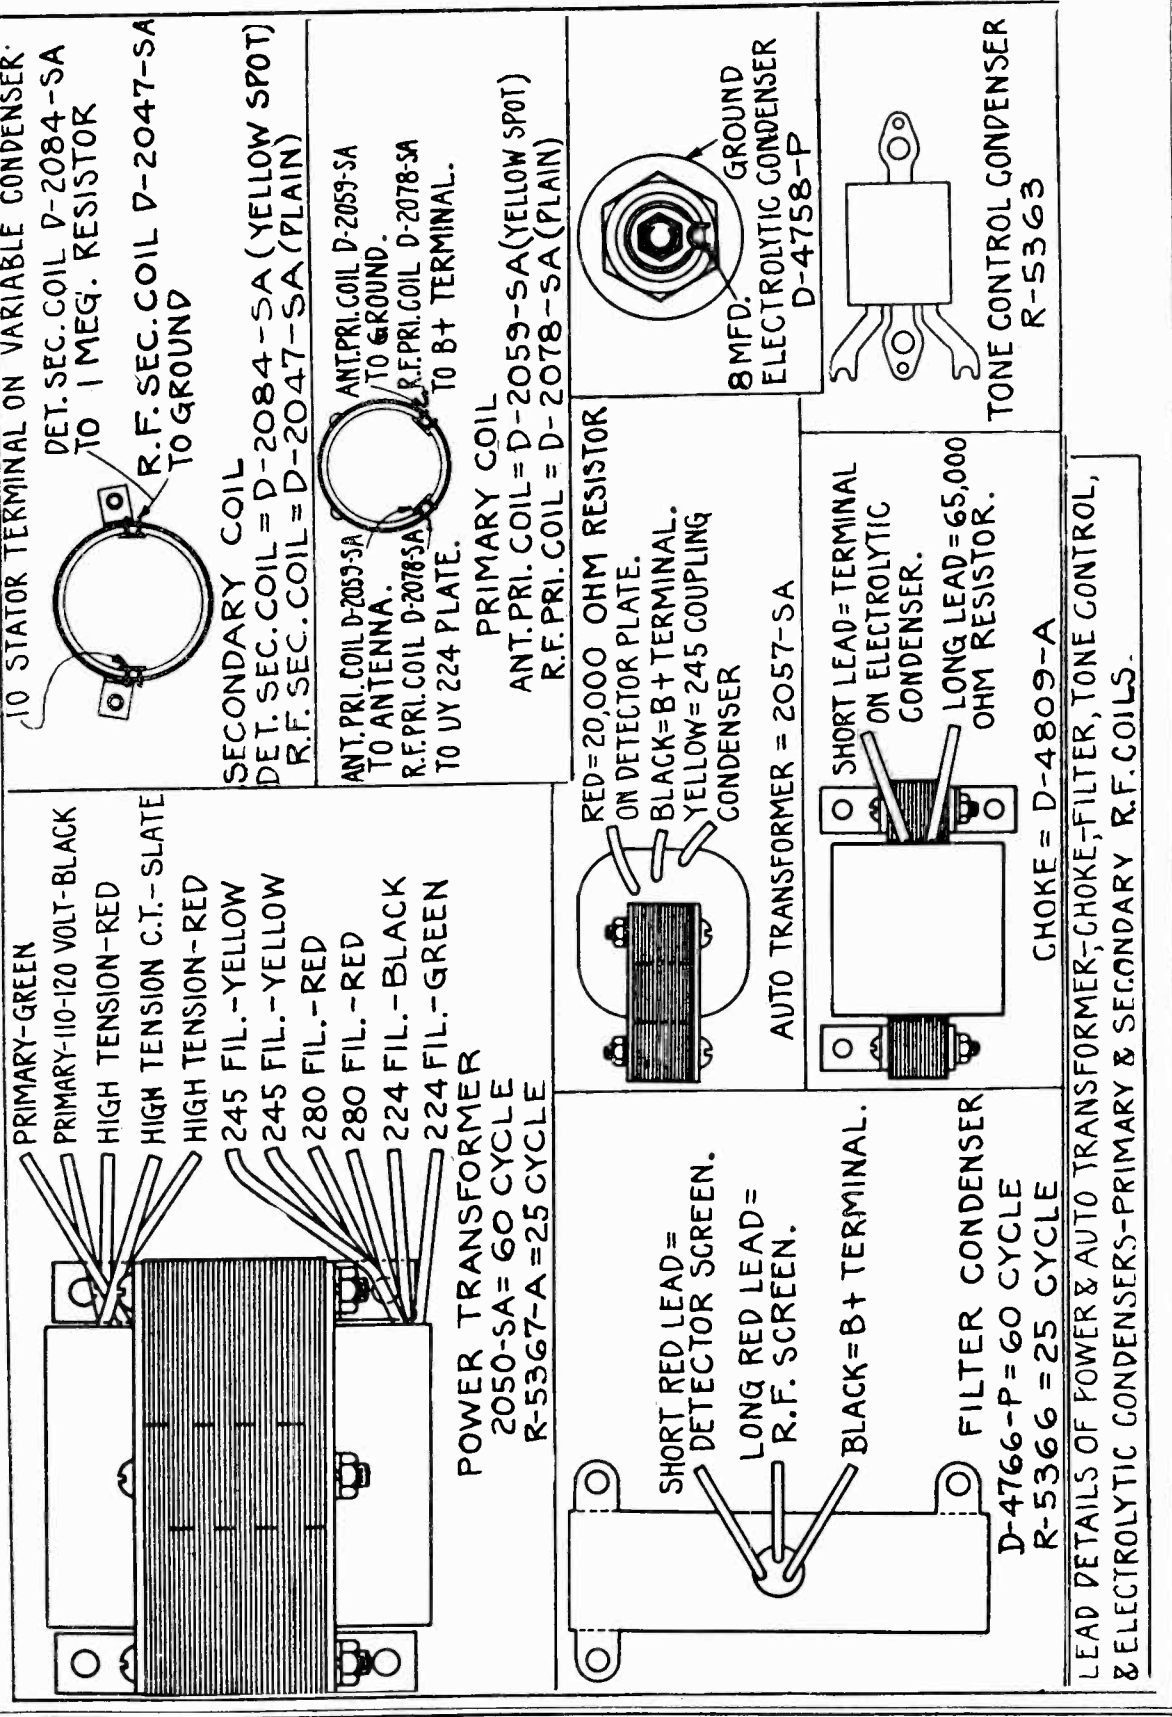 PRIMARY-GREEN
PRIMARY-110-120 VOLT-BLACK
HIGH TENSION-RED
HIGH TENSION C.T.-SLATE
HIGH TENSION-RED
245 FIL.-YELLOW
245 FIL.-YELLOW
280 FIL.-RED
280 FIL.-RED
224 FIL.-BLACK
224 FIL.-GREEN
POWER TRANSFORMER
2050-SA=60 CYCLE
R-5367-A=25 CYCLE
TO STATOR TERMINAL ON VARIABLE CONDENSER.
DET. SEC. COIL D-2084-SA
TO 1 MEG. RESISTOR
R.F. SEC. COIL D-2047-SA
TO GROUND
SECONDARY COIL
DET. SEC. COIL = D-2084-SA (YELLOW SPOT)
R.F. SEC. COIL = D-2047-SA (PLAIN)
ANT. PRI. COIL D-2059-SA
TO ANTENNA.
R.F. PRI. COIL D-2078-SA
TO UY 224 PLATE.
ANT. PRI. COIL D-2059-SA
TO GROUND.
R.F. PRI. COIL D-2078-SA
TO B+ TERMINAL.
PRIMARY COIL
ANT. PRI. COIL = D-2059-SA (YELLOW SPOT)
R.F. PRI. COIL = D-2078-SA (PLAIN)
SHORT RED LEAD=
DETECTOR SCREEN.
LONG RED LEAD=
R.F. SCREEN.
BLACK=B+ TERMINAL.
FILTER CONDENSER
D-4766-P=60 CYCLE
R-5366=25 CYCLE
RED=20,000 OHM RESISTOR
ON DETECTOR PLATE.
BLACK=B+ TERMINAL.
YELLOW=245 COUPLING
CONDENSER
AUTO TRANSFORMER = 2057-SA
8 MFD.
GROUND
ELECTROLYTIC CONDENSER
D-4758-P
SHORT LEAD=TERMINAL
ON ELECTROLYTIC
CONDENSER.
LONG LEAD=65,000
OHM RESISTOR.
CHOKE = D-4809-A
TONE CONTROL CONDENSER
R-5363
LEAD DETAILS OF POWER & AUTO TRANSFORMER,-CHOKE,-FILTER, TONE CONTROL,
& ELECTROLYTIC CONDENSERS-PRIMARY & SECONDARY R.F. COILS.